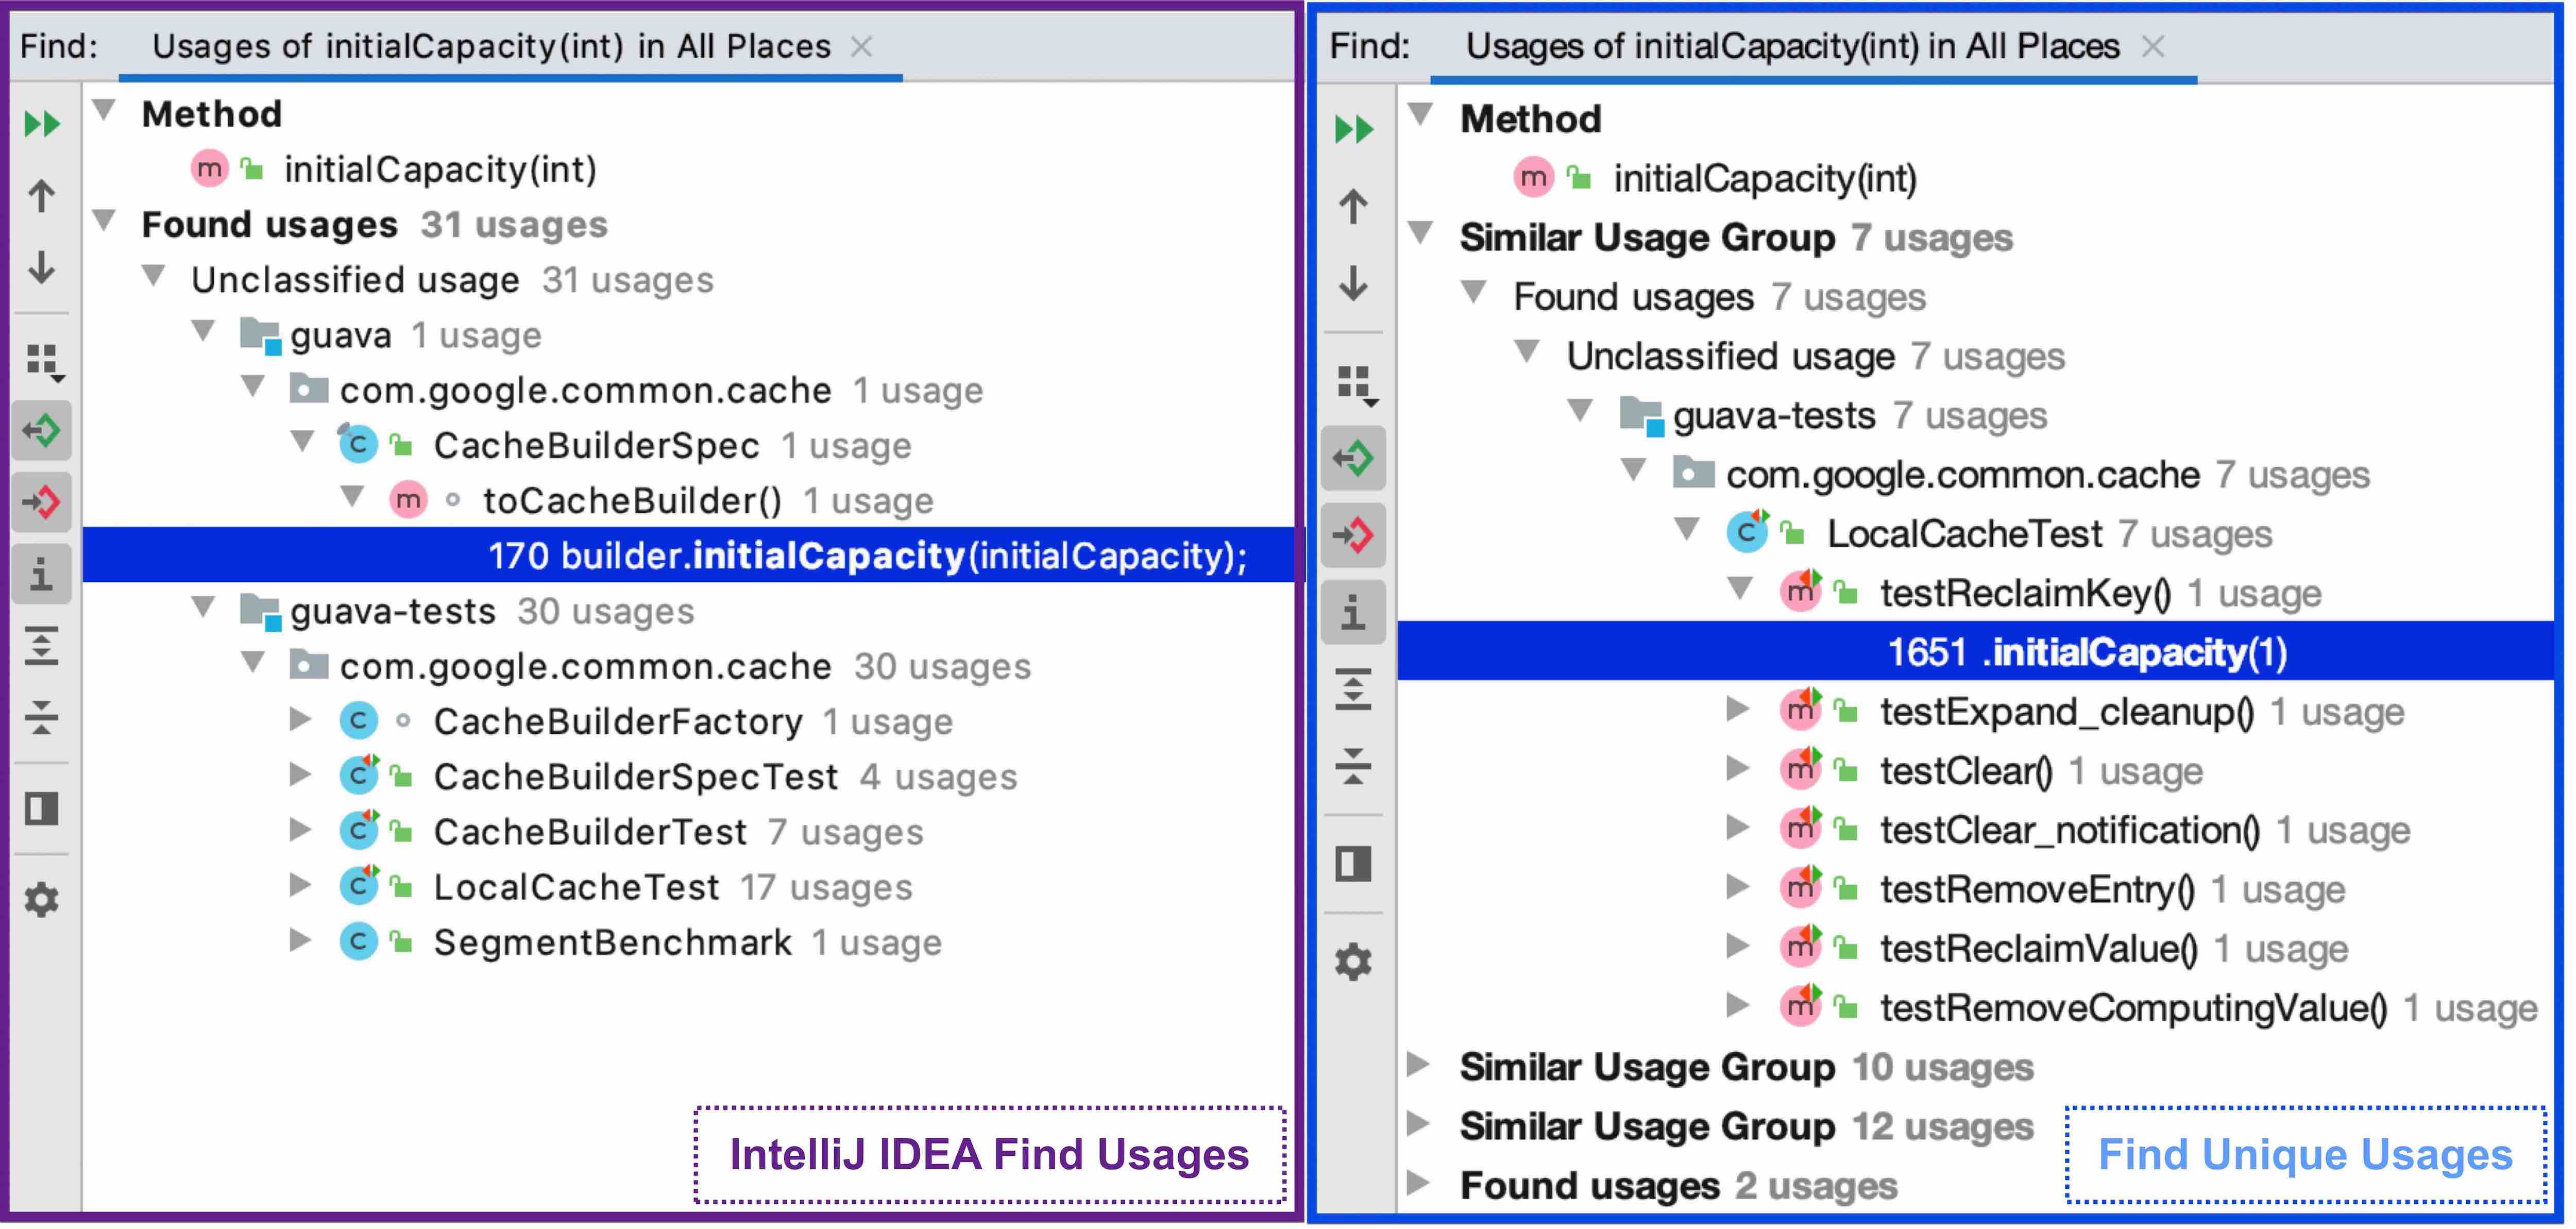 Find: Usages of initialCapacity(int) in All Places
Method
m initialCapacity(int)
Found usages 31 usages
Unclassified usage 31 usages
guava 1 usage
com.google.common.cache 1 usage
C CacheBuilderSpec 1 usage
m toCacheBuilder() 1 usage
170 builder.initialCapacity(initialCapacity);
guava-tests 30 usages
com.google.common.cache 30 usages
C CacheBuilderFactory 1 usage
C CacheBuilderSpecTest 4 usages
C CacheBuilderTest 7 usages
C LocalCacheTest 17 usages
C SegmentBenchmark 1 usage
IntelliJ IDEA Find Usages
Find: Usages of initialCapacity(int) in All Places
Method
m initialCapacity(int)
Similar Usage Group 7 usages
Found usages 7 usages
Unclassified usage 7 usages
guava-tests 7 usages
com.google.common.cache 7 usages
C LocalCacheTest 7 usages
m testReclaimKey() 1 usage
1651 .initialCapacity(1)
m testExpand_cleanup() 1 usage
m testClear() 1 usage
m testClear_notification() 1 usage
m testRemoveEntry() 1 usage
m testReclaimValue() 1 usage
m testRemoveComputingValue() 1 usage
Similar Usage Group 10 usages
Similar Usage Group 12 usages
Found usages 2 usages
Find Unique Usages